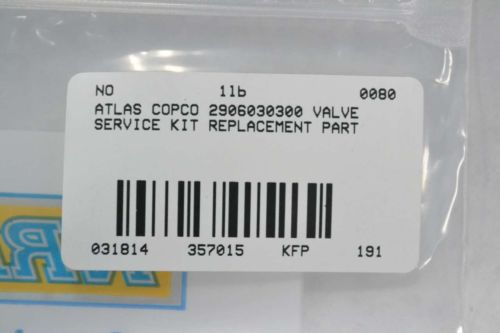 NO 1lb 0080
ATLAS COPCO 2906030300 VALVE
SERVICE KIT REPLACEMENT PART
031814 357015 KFP 191